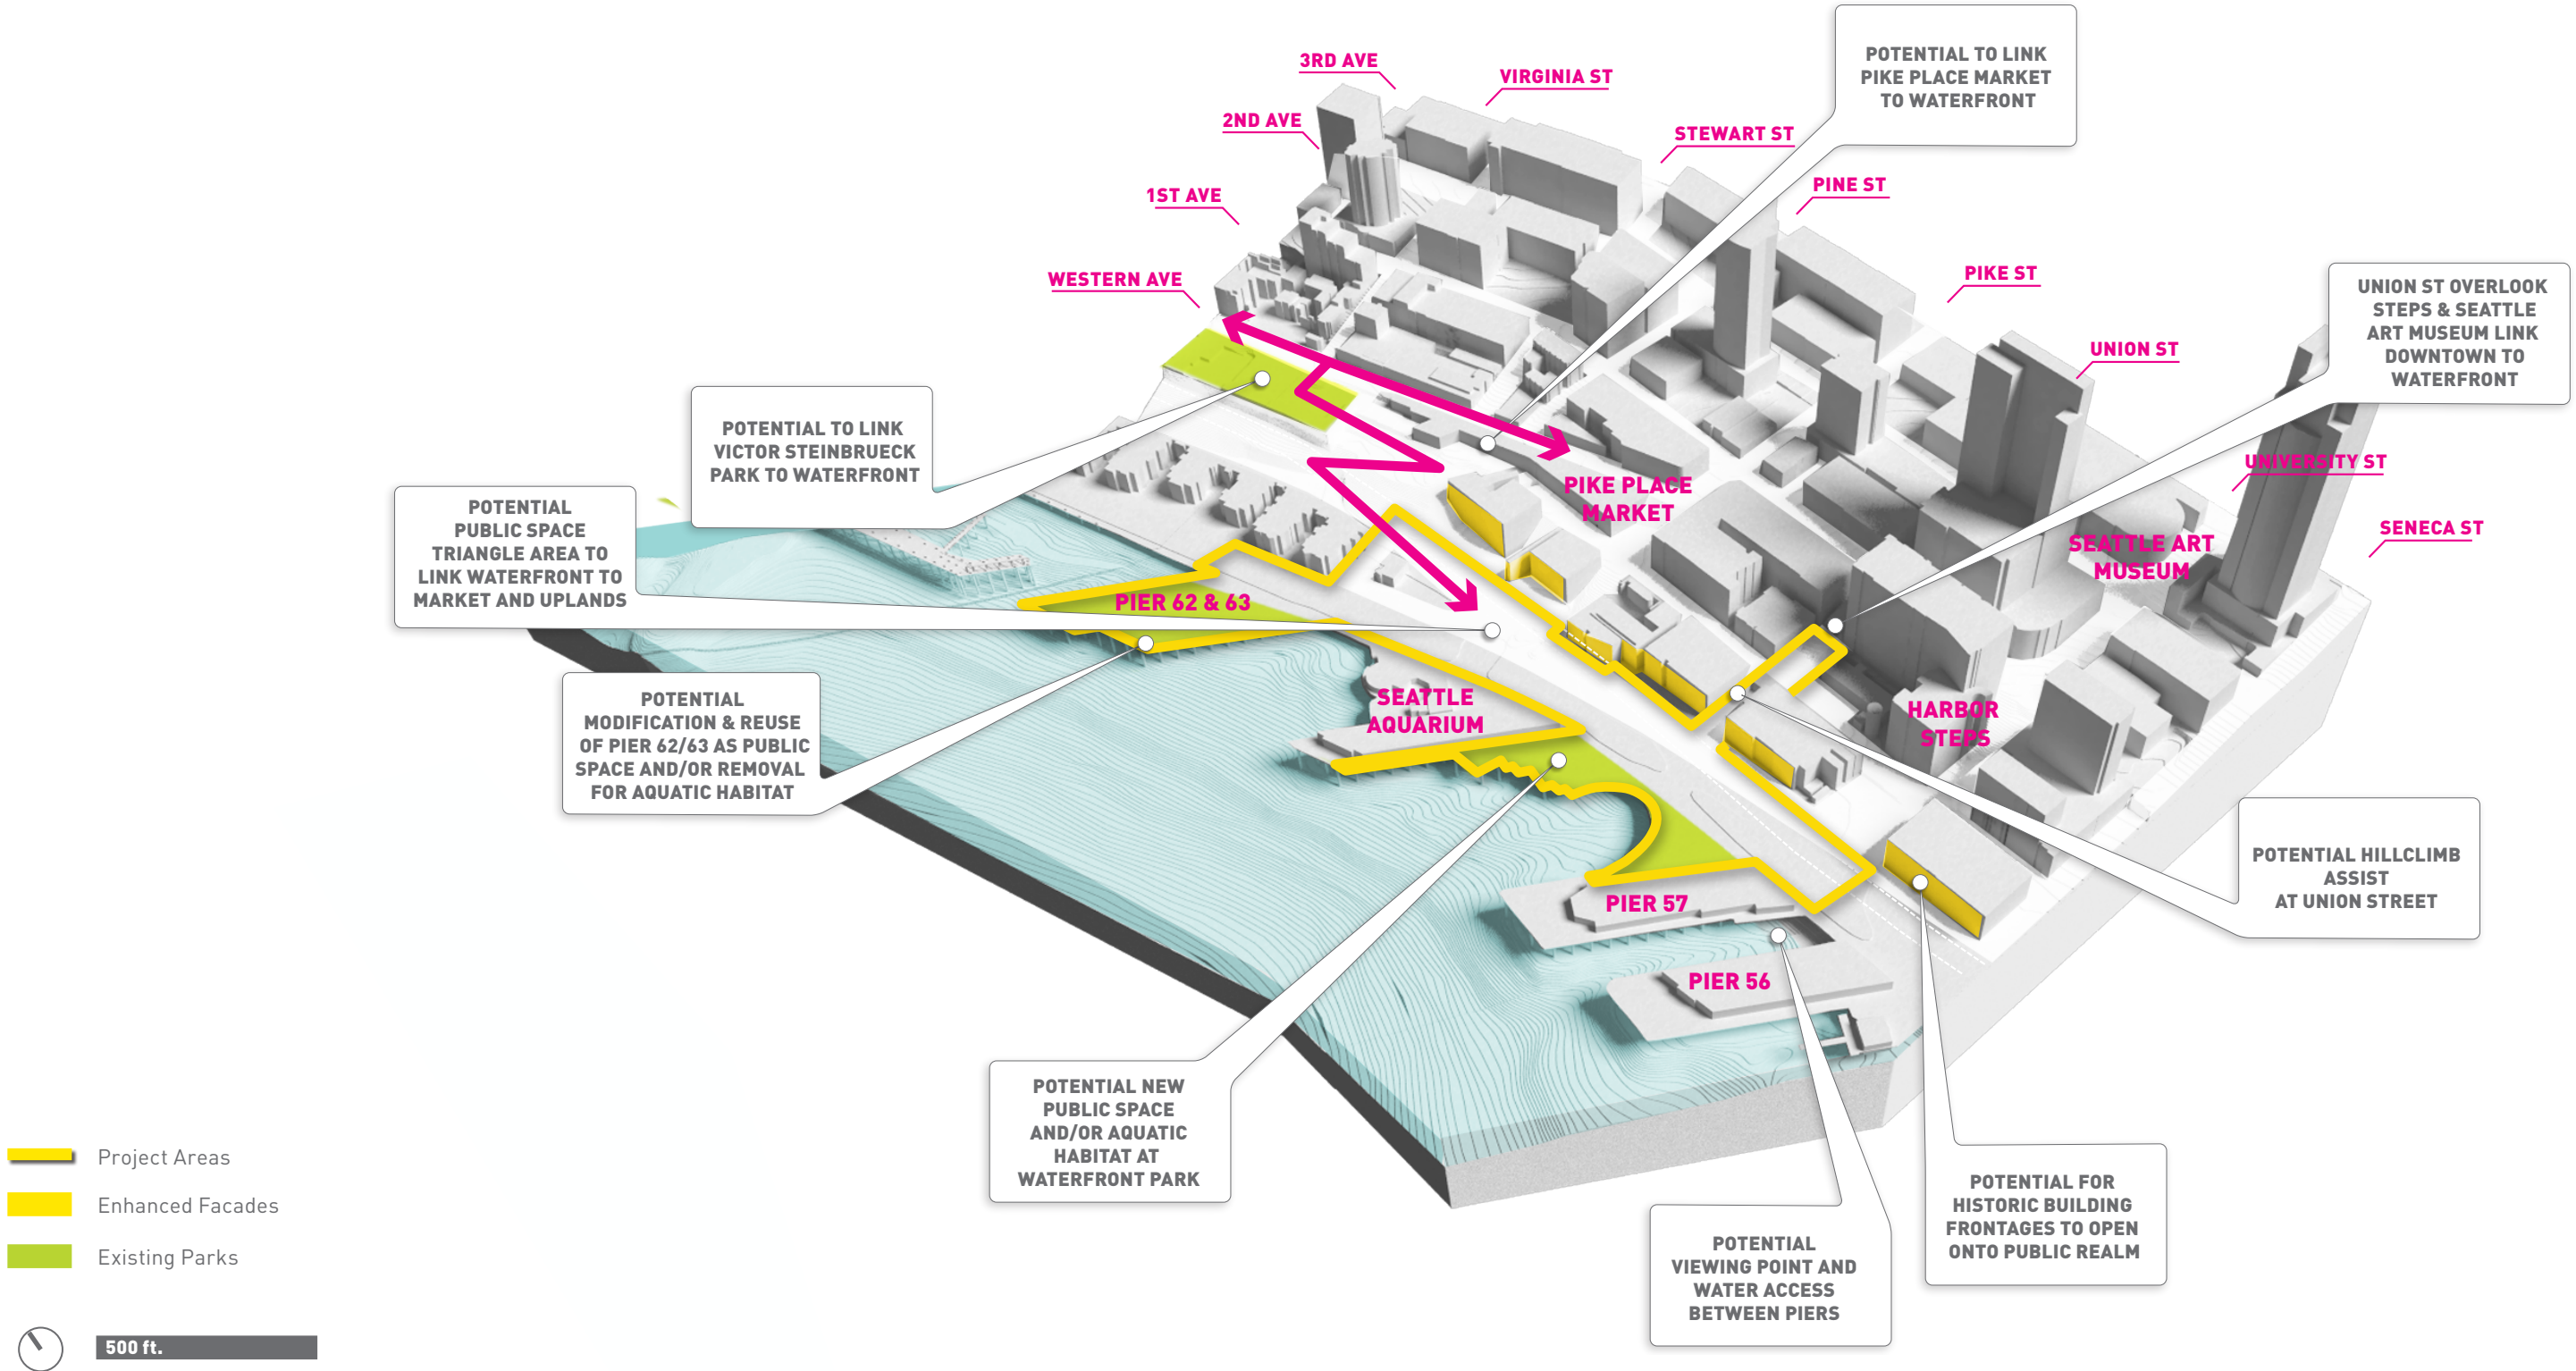 3RD AVE
VIRGINIA ST
2ND AVE
STEWART ST
1ST AVE
PINE ST
WESTERN AVE
PIKE ST
UNION ST
UNIVERSITY ST
SENECA ST
POTENTIAL TO LINK
PIKE PLACE MARKET
TO WATERFRONT
UNION ST OVERLOOK
STEPS & SEATTLE
ART MUSEUM LINK
DOWNTOWN TO
WATERFRONT
POTENTIAL TO LINK
VICTOR STEINBRUECK
PARK TO WATERFRONT
POTENTIAL
PUBLIC SPACE
TRIANGLE AREA TO
LINK WATERFRONT TO
MARKET AND UPLANDS
PIKE PLACE
MARKET
SEATTLE ART
MUSEUM
PIER 62 & 63
POTENTIAL
MODIFICATION & REUSE
OF PIER 62/63 AS PUBLIC
SPACE AND/OR REMOVAL
FOR AQUATIC HABITAT
SEATTLE
AQUARIUM
HARBOR
STEPS
POTENTIAL HILLCLIMB
ASSIST
AT UNION STREET
PIER 57
PIER 56
POTENTIAL NEW
PUBLIC SPACE
AND/OR AQUATIC
HABITAT AT
WATERFRONT PARK
POTENTIAL FOR
HISTORIC BUILDING
FRONTAGES TO OPEN
ONTO PUBLIC REALM
POTENTIAL
VIEWING POINT AND
WATER ACCESS
BETWEEN PIERS
Project Areas
Enhanced Facades
Existing Parks
500 ft.